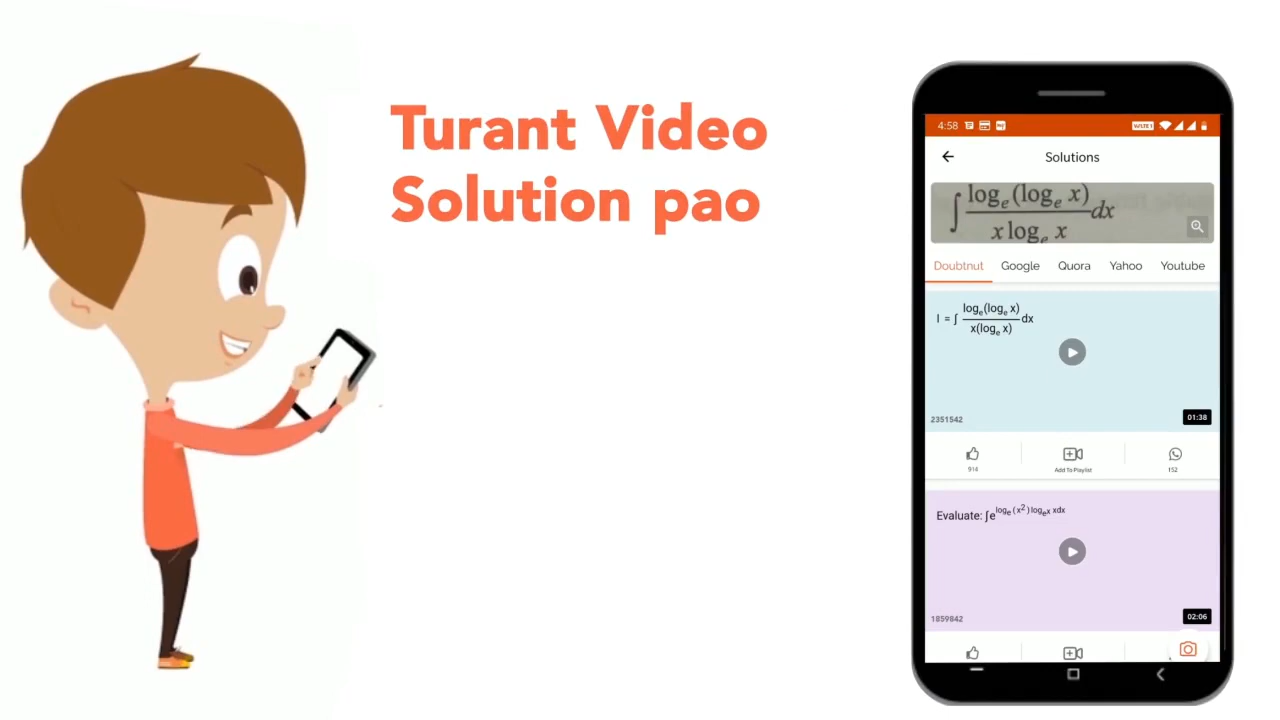 Turant Video
Solution pao
4:58
VoLTE1
Solutions
∫ logₑ(logₑ x) / x logₑ x dx
Doubtnut Google Quora Yahoo Youtube
I = ∫ logₑ(logₑ x) / x(logₑ x) dx
2351542 01:38
914 Add To Playlist 152
Evaluate: ∫e^logₑ(x²)logₑx xdx
1859842 02:06